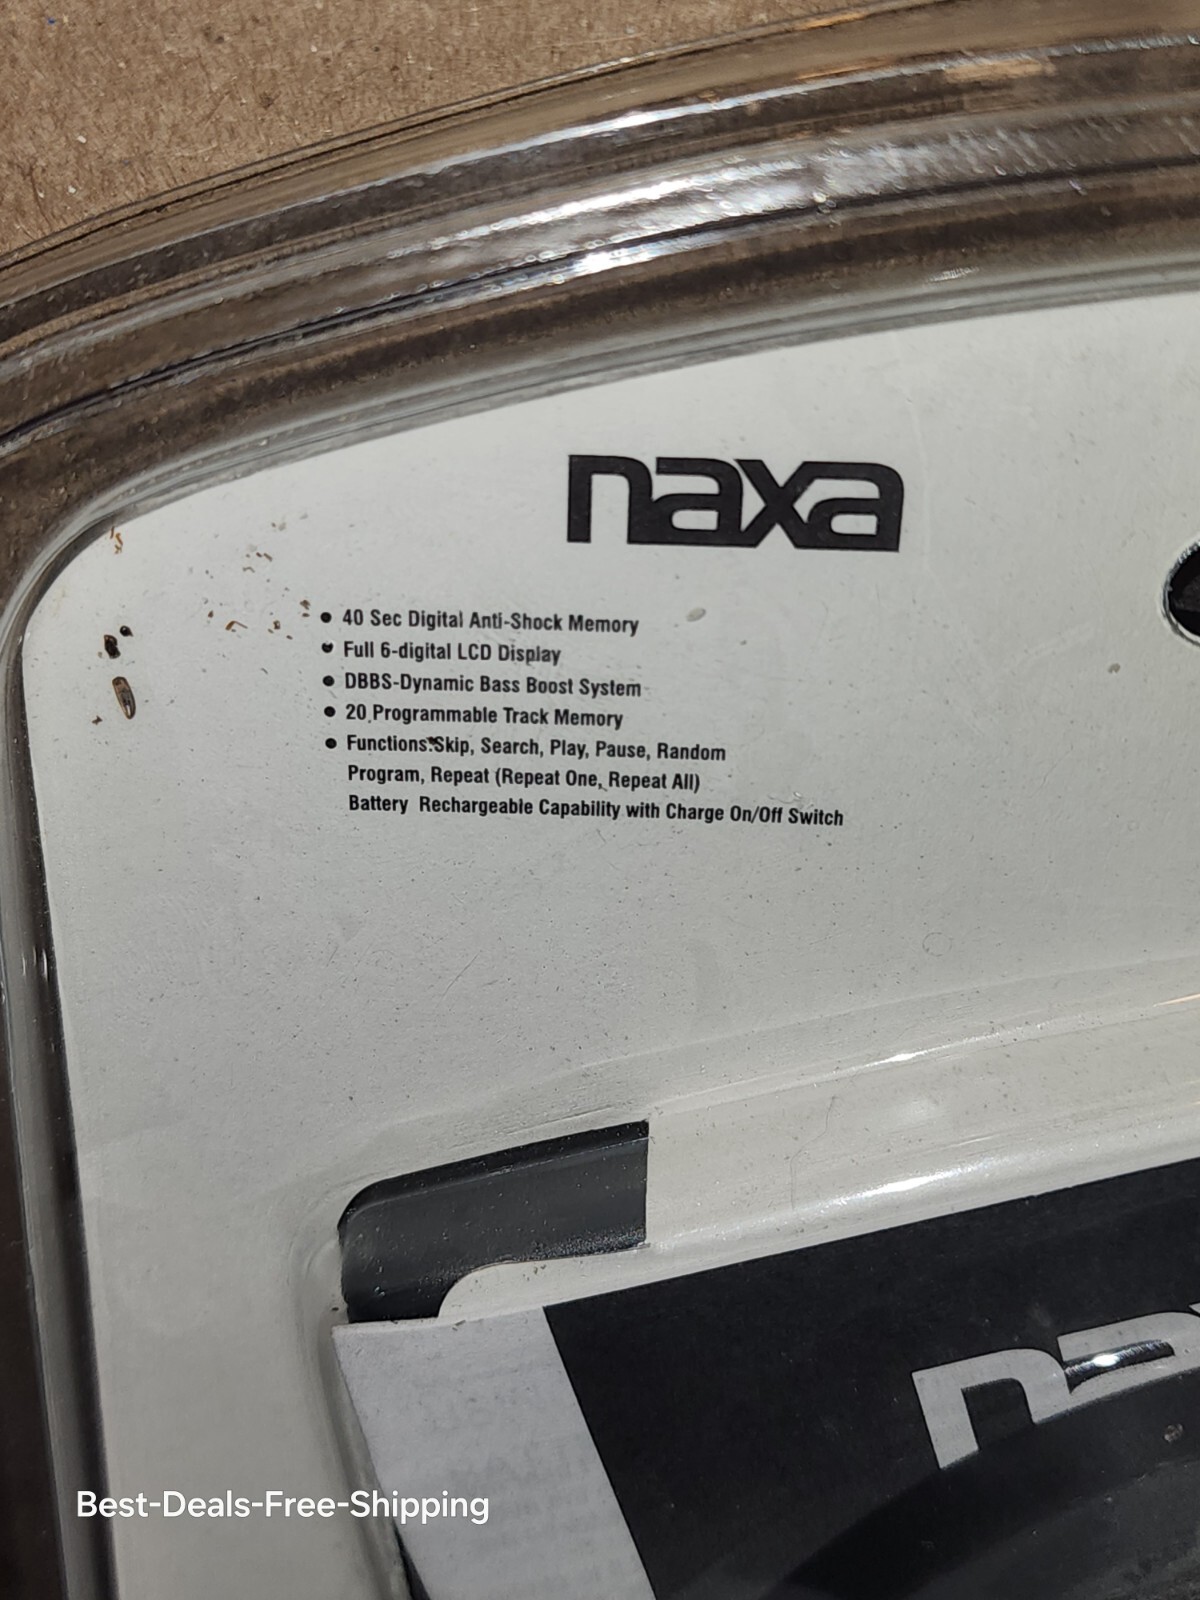 naxa
• 40 Sec Digital Anti-Shock Memory
• Full 6-digital LCD Display
• DBBS-Dynamic Bass Boost System
• 20 Programmable Track Memory
• Functions:Skip, Search, Play, Pause, Random
Program, Repeat (Repeat One, Repeat All)
Battery Rechargeable Capability with Charge On/Off Switch
na
Best-Deals-Free-Shipping